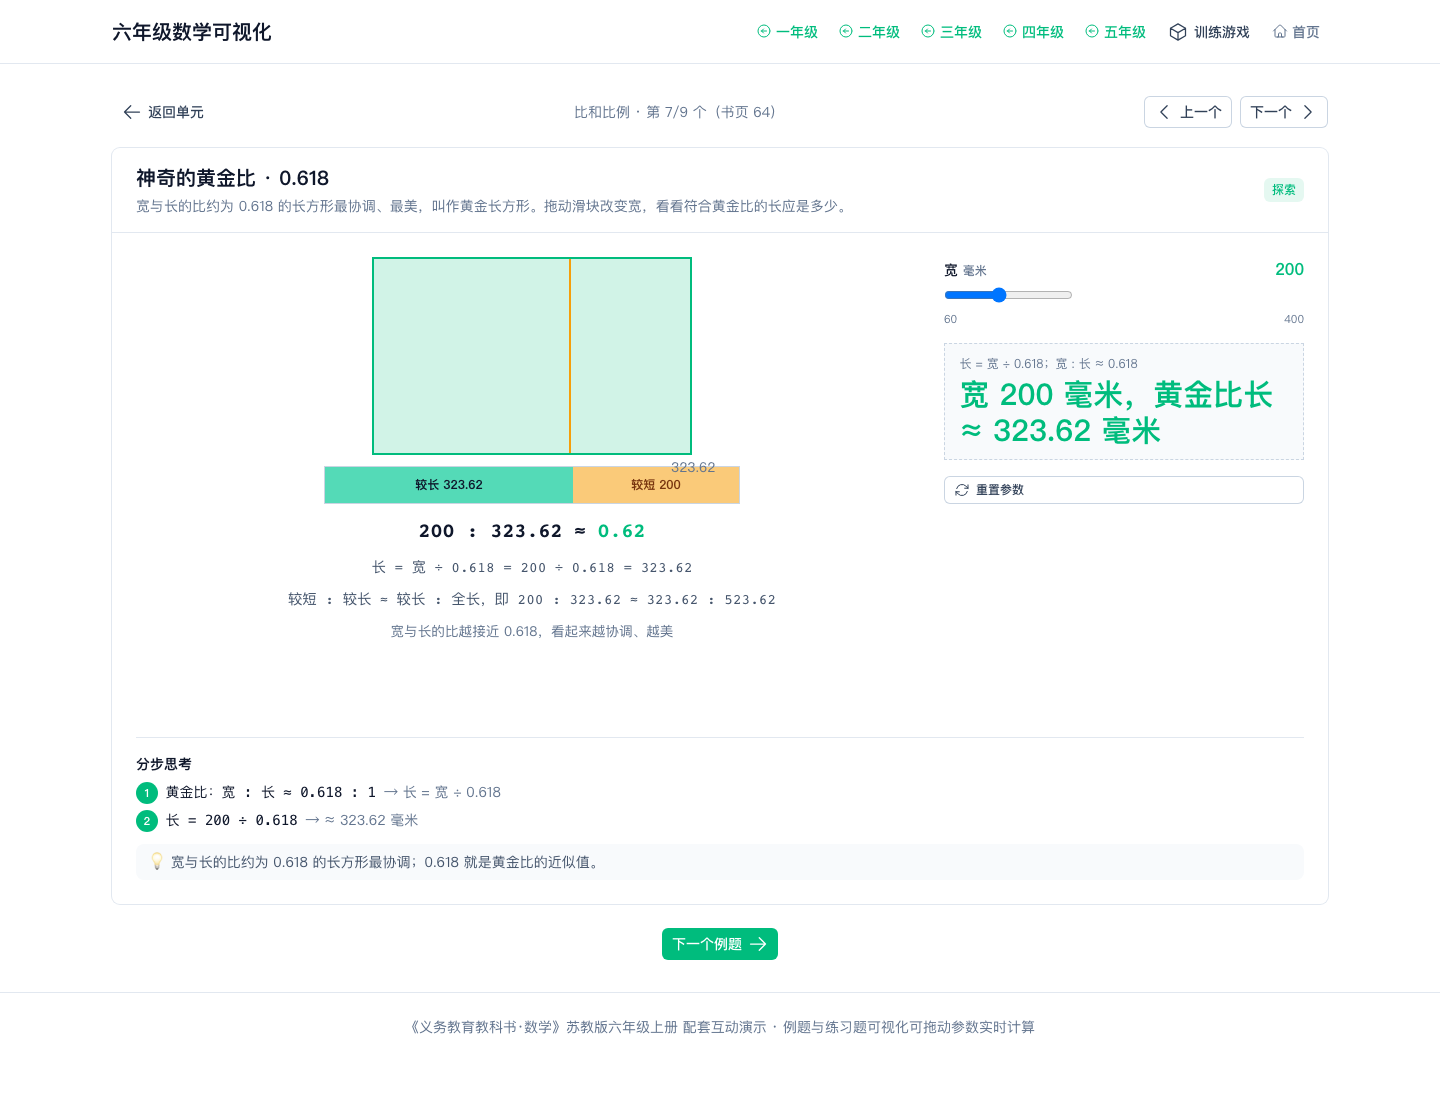 六年级数学可视化
一年级 二年级 三年级 四年级 五年级 训练游戏 首页
返回单元
比和比例 · 第 7/9 个（书页 64）
上一个 下一个
神奇的黄金比 · 0.618
宽与长的比约为 0.618 的长方形最协调、最美，叫作黄金长方形。拖动滑块改变宽，看看符合黄金比的长应是多少。
探索
323.62
较长 323.62 较短 200
200 : 323.62 ≈ 0.62
长 = 宽 ÷ 0.618 = 200 ÷ 0.618 = 323.62
较短 : 较长 ≈ 较长 : 全长，即 200 : 323.62 ≈ 323.62 : 523.62
宽与长的比越接近 0.618，看起来越协调、越美
宽 毫米 200
60 400
长 = 宽 ÷ 0.618；宽 : 长 ≈ 0.618
宽 200 毫米，黄金比长
≈ 323.62 毫米
重置参数
分步思考
1 黄金比：宽 : 长 ≈ 0.618 : 1 → 长 = 宽 ÷ 0.618
2 长 = 200 ÷ 0.618 → ≈ 323.62 毫米
宽与长的比约为 0.618 的长方形最协调；0.618 就是黄金比的近似值。
下一个例题 →
《义务教育教科书·数学》苏教版六年级上册 配套互动演示 · 例题与练习题可视化可拖动参数实时计算